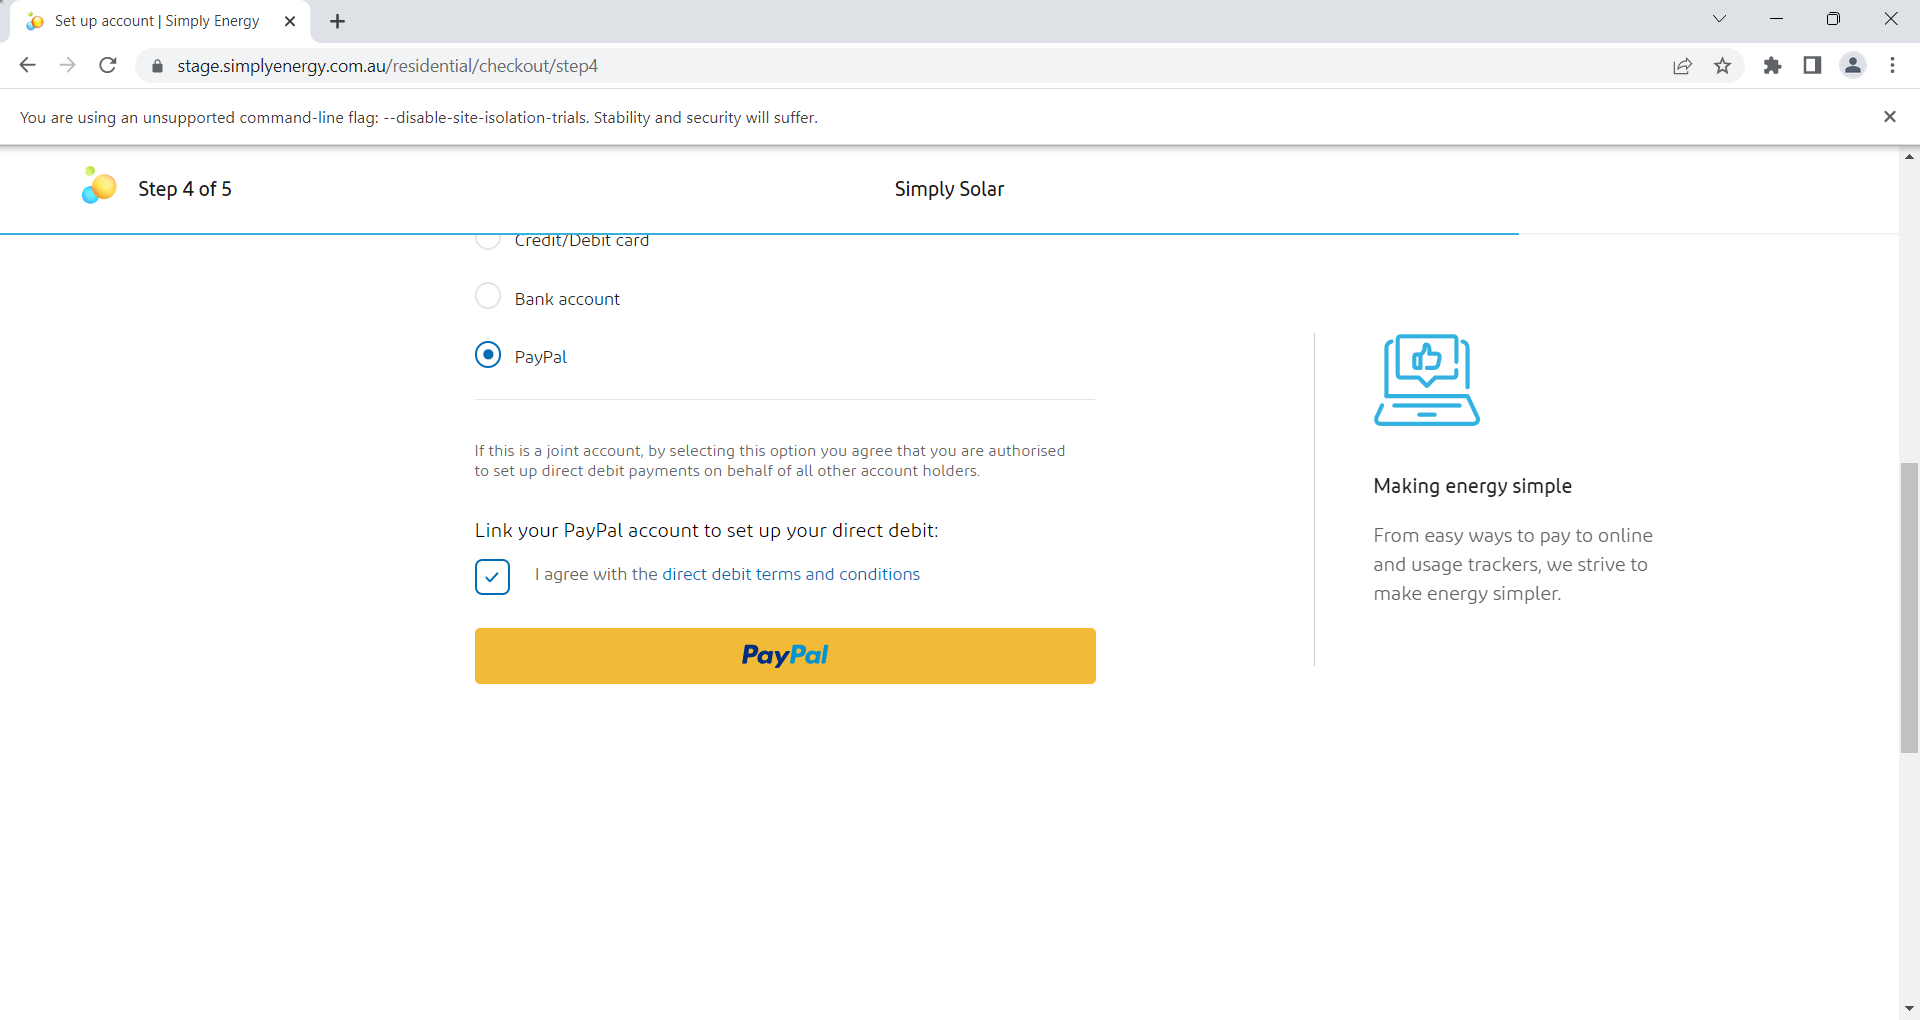 Set up account | Simply Energy
stage.simplyenergy.com.au/residential/checkout/step4
You are using an unsupported command-line flag: --disable-site-isolation-trials. Stability and security will suffer.
Step 4 of 5
Simply Solar
Credit/Debit card
Bank account
PayPal
If this is a joint account, by selecting this option you agree that you are authorised
to set up direct debit payments on behalf of all other account holders.
Link your PayPal account to set up your direct debit:
I agree with the direct debit terms and conditions
PayPal
Making energy simple
From easy ways to pay to online
and usage trackers, we strive to
make energy simpler.